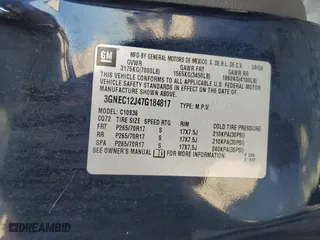 GM
MFD BY GENERAL MOTORS DE MEXICO, S. DE R.L. DE C.V.
GVWR GAWR FRT GAWR RR
3175KG(7000LB) 1565KG(3450LB) 1860KG(4100LB)
THIS VEHICLE CONFORMS TO ALL APPLICABLE U.S. FEDERAL MOTOR
VEHICLE SAFETY STANDARDS IN EFFECT ON THE DATE OF
MANUFACTURE SHOWN ABOVE.
3GNEC12J47G184817 TYPE: M.P.V.
MODEL: C10936
TIRE SIZE SPEED RTG RIM
FRT P265/70R17 S 17X7.5J
RR P265/70R17 S 17X7.5J
SPA P265/70R17 S 17X7.5J
SEE OWNER'S MANUAL FOR MORE INFORMATION.
DREAMBID